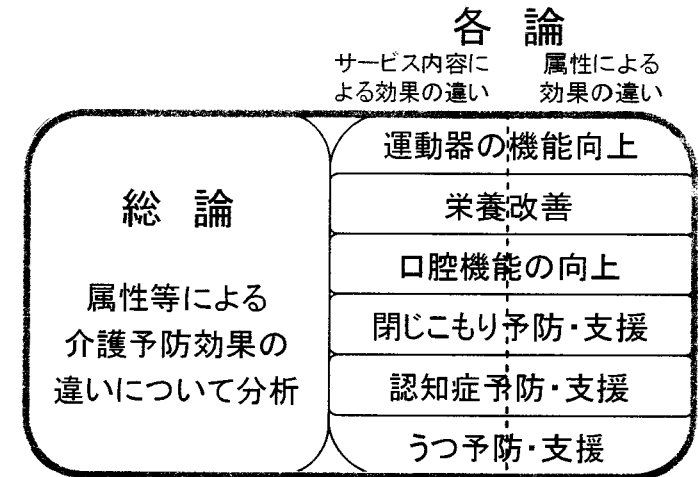 各 論
サービス内容に
よる効果の違い
属性による
効果の違い
総 論
属性等による
介護予防効果の
違いについて分析
運動器の機能向上
栄養改善
口腔機能の向上
閉じこもり予防・支援
認知症予防・支援
うつ予防・支援